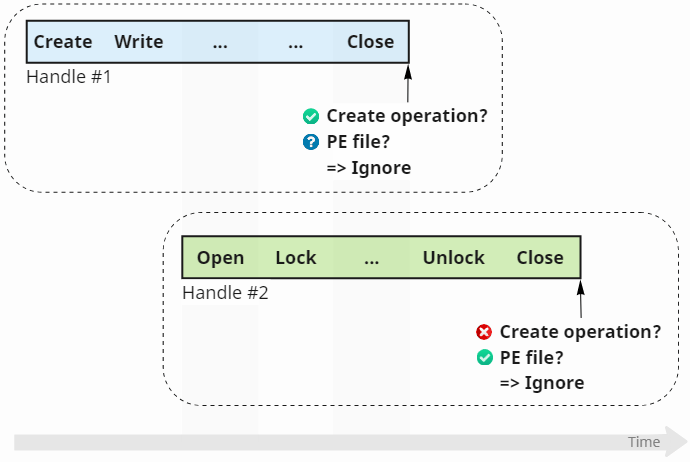 Create Write ... ... Close
Handle #1
Create operation?
? PE file?
=> Ignore
Open Lock ... Unlock Close
Handle #2
Create operation?
PE file?
=> Ignore
Time